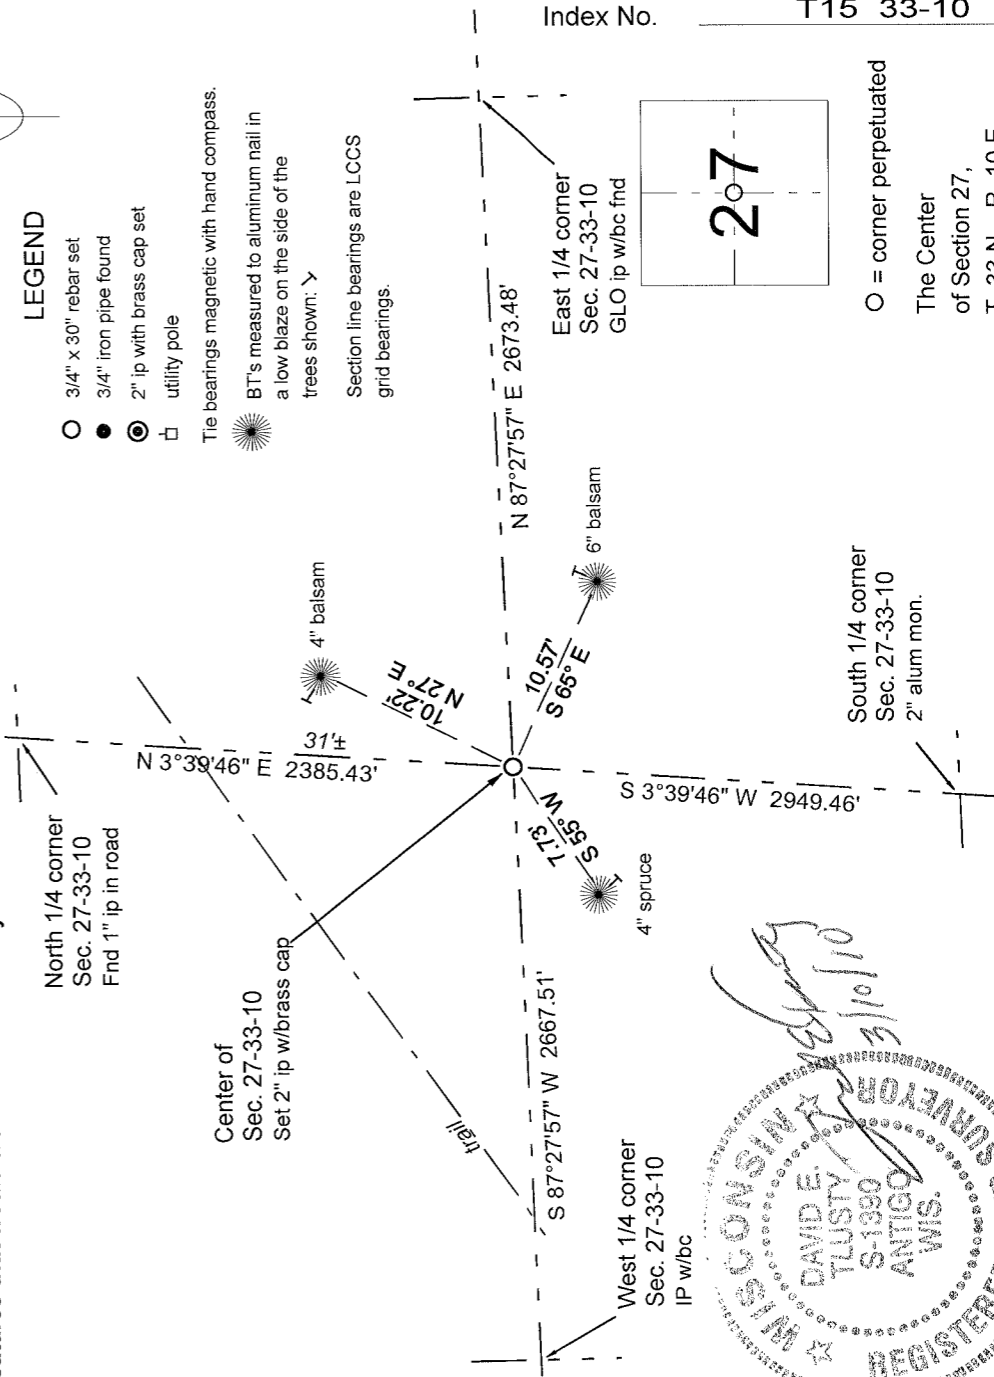 Index No.
T15 33-10
LEGEND
3/4" x 30" rebar set
3/4" iron pipe found
2" ip with brass cap set
utility pole
Tie bearings magnetic with hand compass.
BT's measured to aluminum nail in
a low blaze on the side of the
trees shown:
Section line bearings are LCCS
grid bearings.
North 1/4 corner
Sec. 27-33-10
Fnd 1" ip in road
N 3°39'46" E 2385.43'
31'±
4" balsam
10.22'
N 27° E
Center of
Sec. 27-33-10
Set 2" ip w/brass cap
trail
N 87°27'57" E 2673.48'
East 1/4 corner
Sec. 27-33-10
GLO ip w/bc fnd
27
O = corner perpetuated
The Center
of Section 27,
T. 33 N., R. 10 E.
6" balsam
10.57'
S 65° E
7.73'
S 55° W
4" spruce
S 3°39'46" W 2949.46'
South 1/4 corner
Sec. 27-33-10
2" alum mon.
S 87°27'57" W 2667.51'
West 1/4 corner
Sec. 27-33-10
IP w/bc
WISCONSIN
DAVID E.
TLUSTY
S-1390
ANTIGO
WIS.
REGISTERED
SURVEYOR
3/10/10